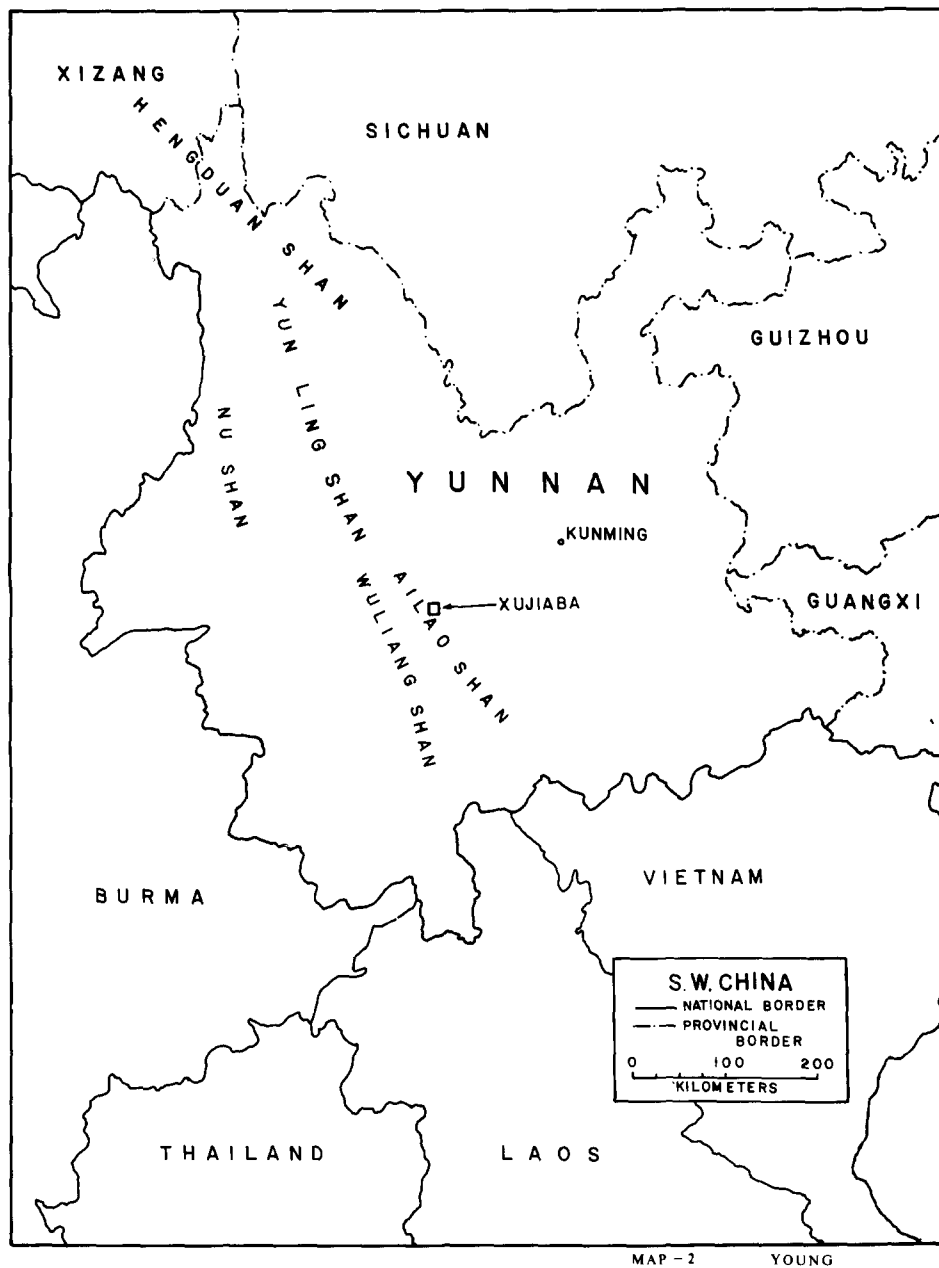 XIZANG
HENGDUAN SHAN
SICHUAN
YUN LING SHAN
GUIZHOU
NU SHAN
YUNNAN
KUNMING
AILAO SHAN
XUJIABA
WULIANG SHAN
GUANGXI
BURMA
VIETNAM
S.W. CHINA
NATIONAL BORDER
PROVINCIAL
BORDER
0 100 200
KILOMETERS
THAILAND
LAOS
MAP-2 YOUNG